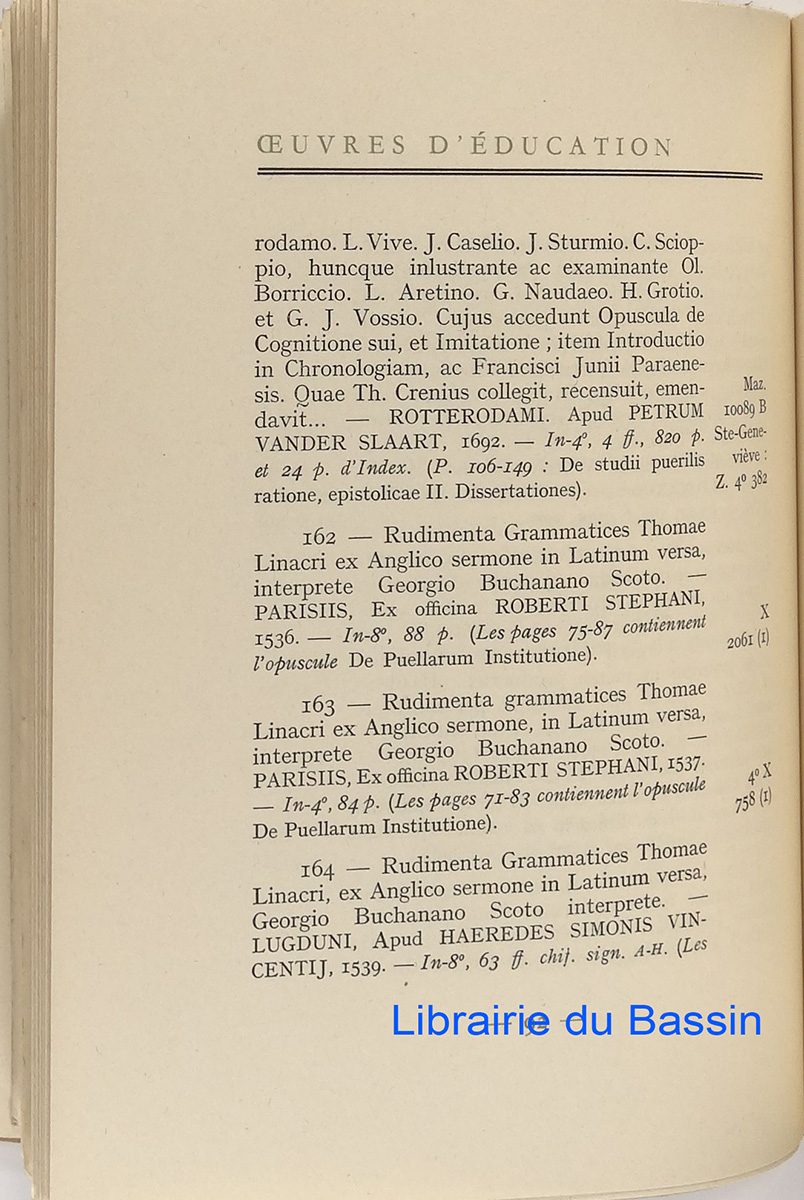 ŒUVRES D'ÉDUCATION
rodamo. L. Vive. J. Caselio. J. Sturmio. C. Sciop-
pio, huncque inlustrante ac examinante Ol.
Borriccio. L. Aretino. G. Naudaeo. H. Grotio.
et G. J. Vossio. Cujus accedunt Opuscula de
Cognitione sui, et Imitatione ; item Introductio
in Chronologiam, ac Francisci Junii Paraene-
sis. Quae Th. Crenius collegit, recensuit, emen-
davit... — ROTTERODAMI. Apud PETRUM
VANDER SLAART, 1692. — In-4º, 4 ff., 820 p.
et 24 p. d'Index. (P. 106-149 : De studii puerilis
ratione, epistolicae II. Dissertationes).
Maz.
10089 B
Ste-Gene-
viève :
Z. 4º 382
162 — Rudimenta Grammatices Thomae
Linacri ex Anglico sermone in Latinum versa,
interprete Georgio Buchanano Scoto. —
PARISIIS, Ex officina ROBERTI STEPHANI,
1536. — In-8º, 88 p. (Les pages 75-87 contiennent
l'opuscule De Puellarum Institutione).
X
2061 (1)
163 — Rudimenta grammatices Thomae
Linacri ex Anglico sermone, in Latinum versa,
interprete Georgio Buchanano Scoto. —
PARISIIS, Ex officina ROBERTI STEPHANI, 1537.
— In-4º, 84 p. (Les pages 71-83 contiennent l'opuscule
De Puellarum Institutione).
4º X
758 (1)
164 — Rudimenta Grammatices Thomae
Linacri, ex Anglico sermone in Latinum versa,
Georgio Buchanano Scoto interprete. —
LUGDUNI, Apud HAEREDES SIMONIS VIN-
CENTIJ, 1539. — In-8º, 63 ff. chif. sign. A-H. (Les
— 92 —
Librairie du Bassin